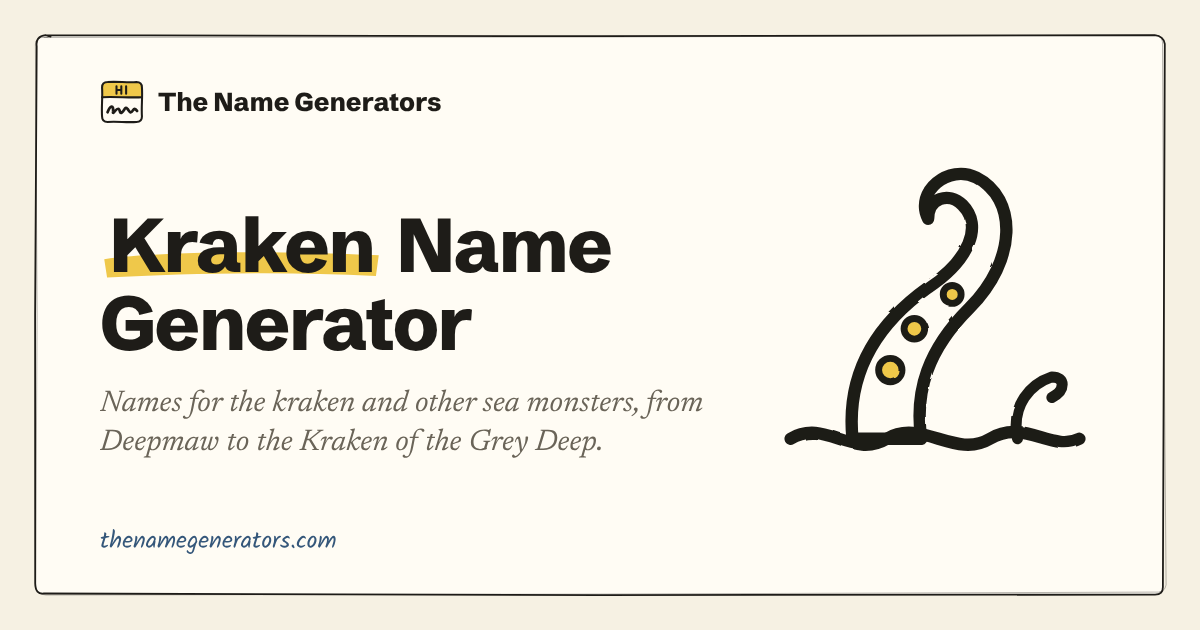 HI
The Name Generators
Kraken Name
Generator
Names for the kraken and other sea monsters, from
Deepmaw to the Kraken of the Grey Deep.
thenamegenerators.com